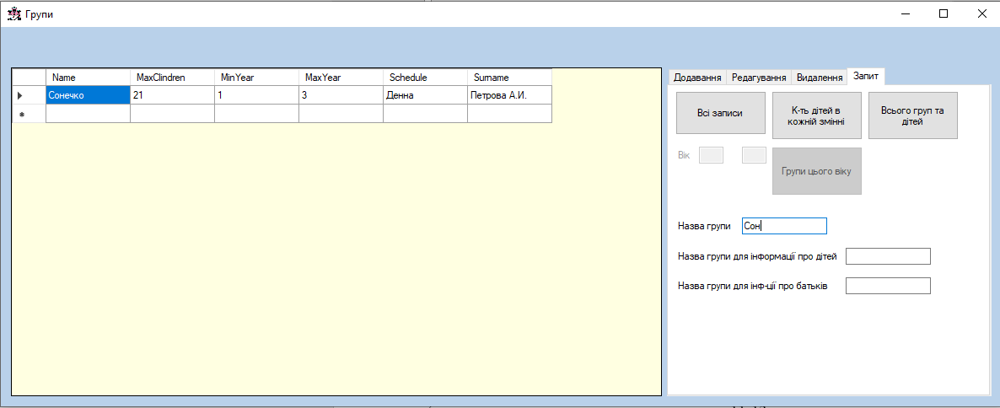 Групи
Name MaxClindren MinYear MaxYear Schedule Surname
Сонечко 21 1 3 Денна Петрова А.И.
Додавання Редагування Видалення Запит
Всі записи
К-ть дітей в
кожній змінні
Всього груп та
дітей
Вік
Групи цього віку
Назва групи Сон
Назва групи для інформації про дітей
Назва групи для інф-ції про батьків